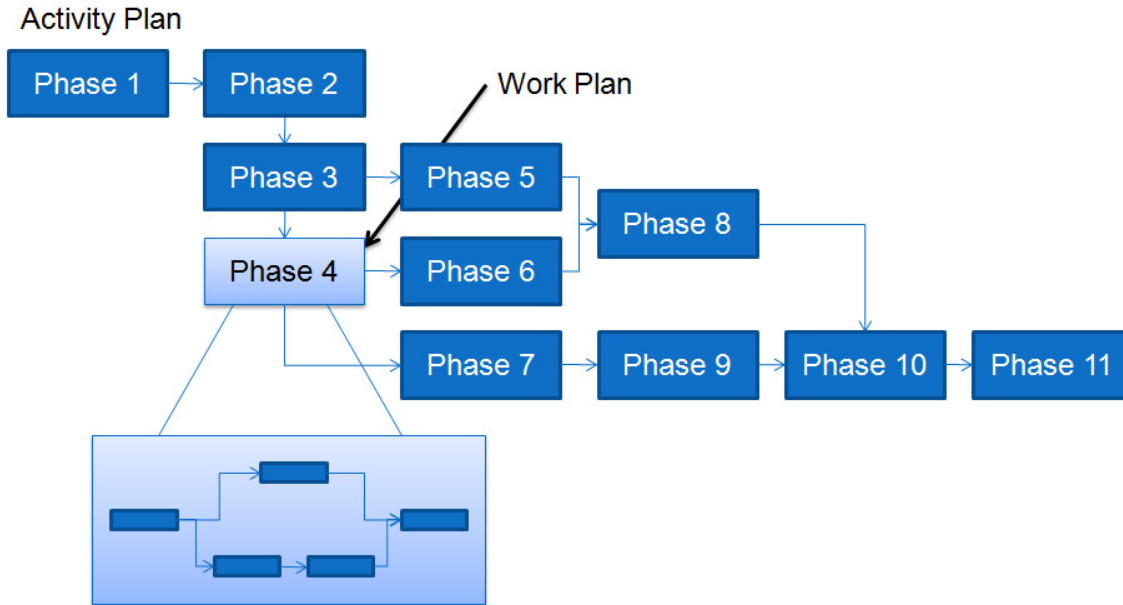 Activity Plan
Phase 1
Phase 2
Work Plan
Phase 3
Phase 5
Phase 8
Phase 4
Phase 6
Phase 7
Phase 9
Phase 10
Phase 11